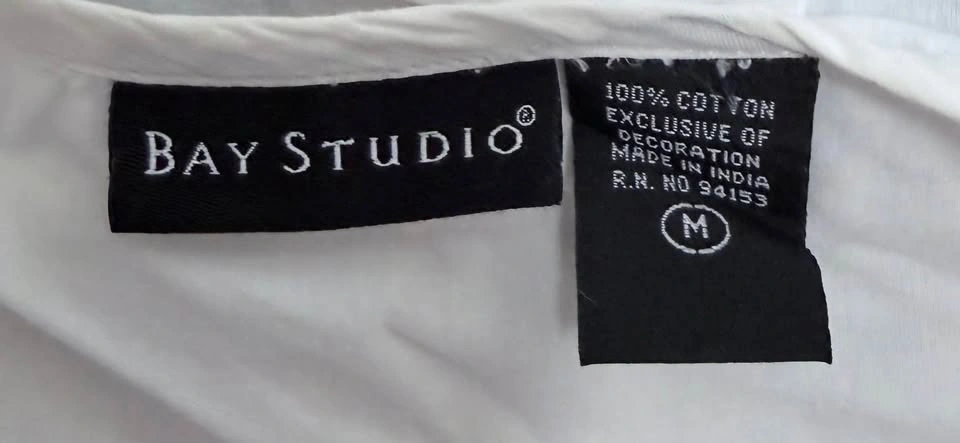 BAY STUDIO®
100% COTTON
EXCLUSIVE OF
DECORATION
MADE IN INDIA
R.N. NO 94153
M